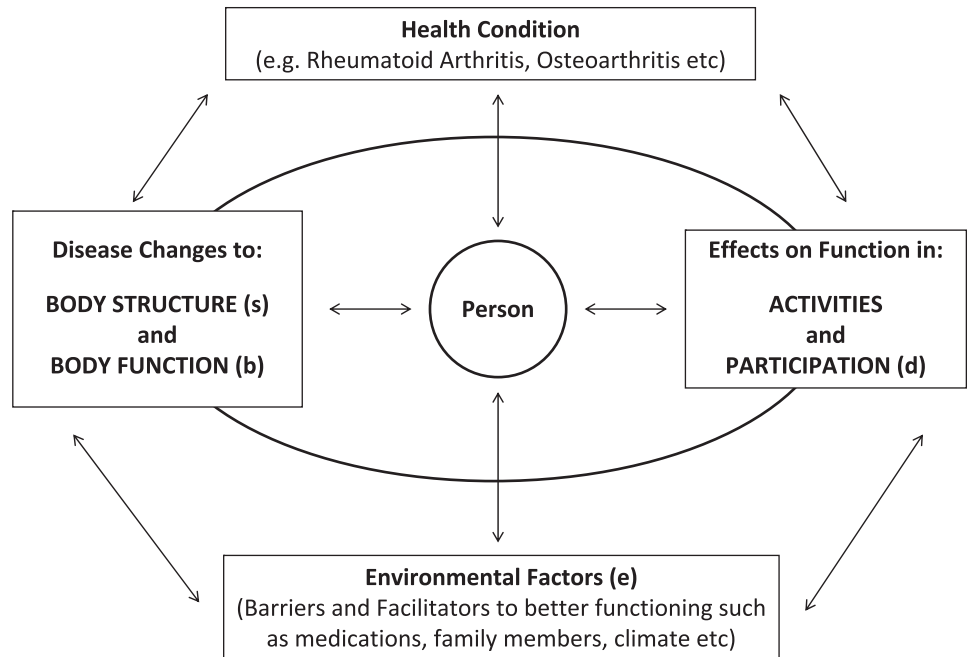 Health Condition
(e.g. Rheumatoid Arthritis, Osteoarthritis etc)
Disease Changes to:
BODY STRUCTURE (s)
and
BODY FUNCTION (b)
Person
Effects on Function in:
ACTIVITIES
and
PARTICIPATION (d)
Environmental Factors (e)
(Barriers and Facilitators to better functioning such
as medications, family members, climate etc)